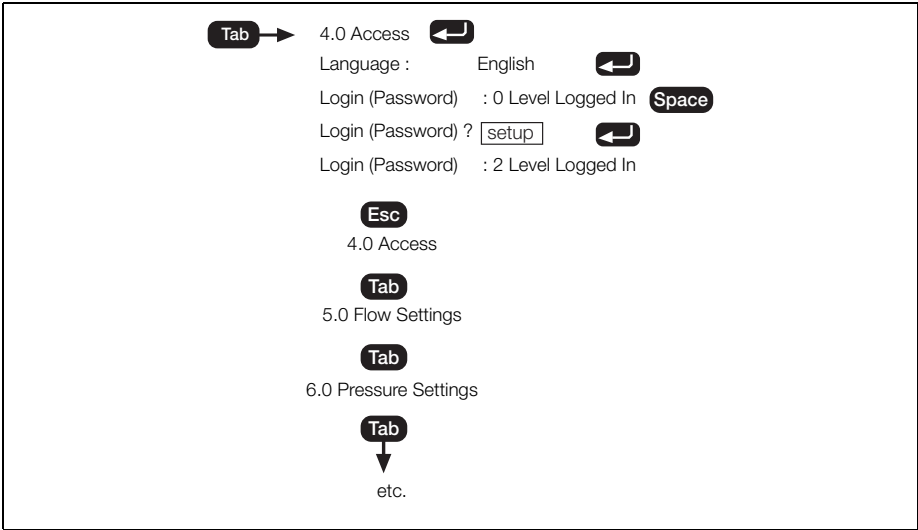 Tab 4.0 Access
Language : English
Login (Password) : 0 Level Logged In Space
Login (Password) ? setup
Login (Password) : 2 Level Logged In
Esc
4.0 Access
Tab
5.0 Flow Settings
Tab
6.0 Pressure Settings
Tab
etc.